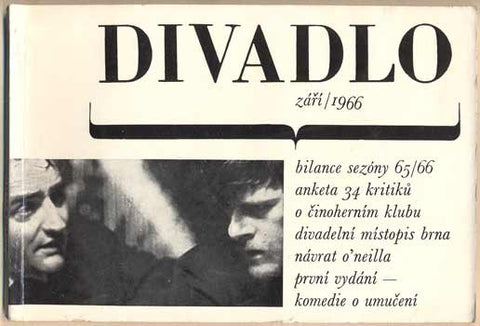 DIVADLO
září/1966
bilance sezóny 65/66
anketa 34 kritiků
o činoherním klubu
divadelní místopis brna
návrat o'neilla
první vydání —
komedie o umučení